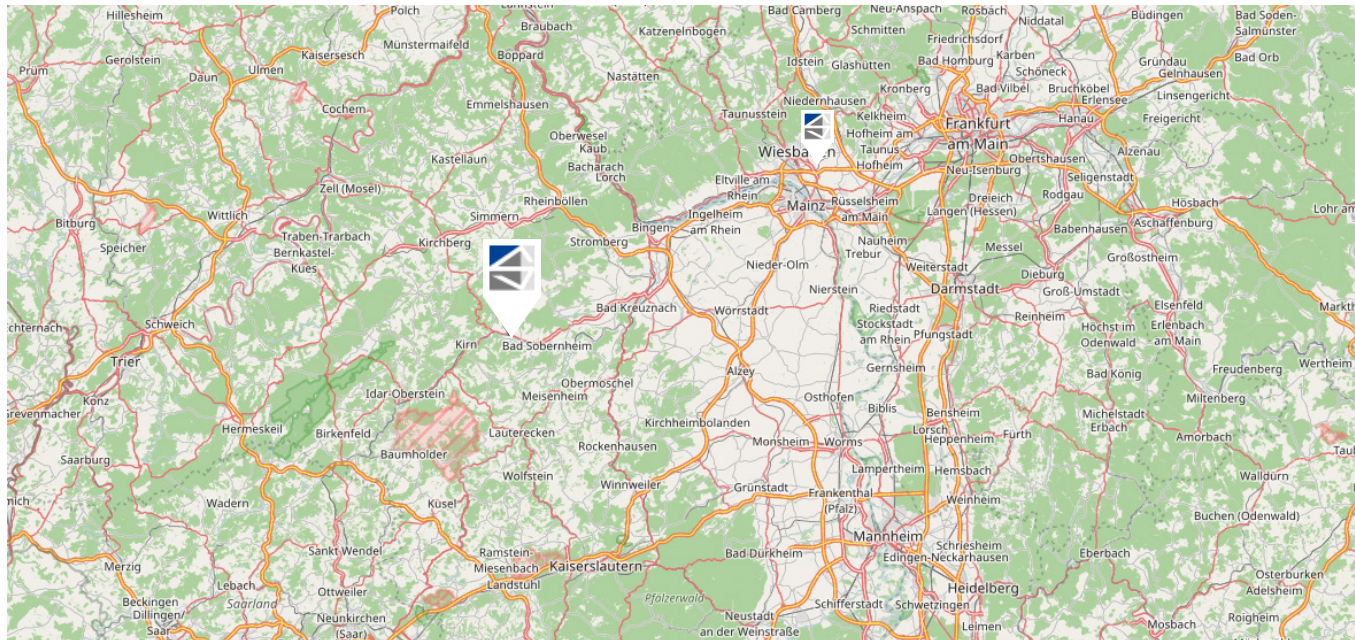 Polch
Lahnstein
Braubach
Bad Camberg
Neu-Anspach
Rosbach
Hillesheim
Katzenelnbogen
Schmitten
Niddatal
Büdingen
Bad Soden-
Salmünster
Gerolstein
Kaisersesch
Münstermaifeld
Boppard
Idstein
Glashütten
Friedrichsdorf
Bad Homburg
Karben
Bad Orb
Prüm
Daun
Ulmen
Nastätten
Schöneck
Gründau
Gelnhausen
Kronberg
Bad Vilbel
Bruchköbel
Erlensee
Linsengericht
Cochem
Emmelshausen
Niedernhausen
Taunusstein
Kelkheim
Frankfurt
am Main
Hanau
Freigericht
Oberwesel
Kaub
Hofheim am
Taunus
Wiesbaden
Hofheim
Obertshausen
Alzenau
Kastellaun
Bacharach
Lorch
Eltville am
Rhein
Neu-Isenburg
Seligenstadt
Zell (Mosel)
Rheinböllen
Mainz
Rüsselsheim
am Main
Dreieich
Langen (Hessen)
Rodgau
Hösbach
Bitburg
Wittlich
Simmern
Ingelheim
am Rhein
Bingen
Babenhausen
Aschaffenburg
Lohr am
Speicher
Traben-Trarbach
Bernkastel-
Kues
Kirchberg
Stromberg
Nauheim
Trebur
Messel
Großostheim
Nieder-Olm
Weiterstadt
Dieburg
Groß-Umstadt
Darmstadt
Nierstein
Bad Kreuznach
Wörrstadt
Riedstadt
Stockstadt
am Rhein
Reinheim
Elsenfeld
Erlenbach
am Main
Markth
chternach
Schweich
Pfungstadt
Höchst im
Odenwald
Trier
Kirn
Bad Sobernheim
Gernsheim
Wertheim
Alzey
Bad König
Freudenberg
Obermoschel
Meisenheim
Idar-Oberstein
Osthofen
Biblis
Miltenberg
Konz
Grevenmacher
Bensheim
Michelstadt
Erbach
Kirchheimbolanden
Hermeskeil
Birkenfeld
Lauterecken
Rockenhausen
Monsheim
Worms
Lorsch
Heppenheim
Fürth
Amorbach
Saarburg
Baumholder
Taub
Wolfstein
Lampertheim
Hemsbach
Walldürn
Winnweiler
Grünstadt
Frankenthal
(Pfalz)
Weinheim
mich
Wadern
Küsel
Buchen (Odenwald)
Mannheim
Schriesheim
Edingen-Neckarhausen
Sankt Wendel
Ramstein-
Miesenbach
Landstuhl
Kaiserslautern
Bad Dürkheim
Eberbach
Merzig
Lebach
Ottweiler
Heidelberg
Osterburken
Adelsheim
Beckingen
Dillingen/
Saar
Saarland
Neunkirchen
(Saar)
Pfälzerwald
Neustadt
an der Weinstraße
Schifferstadt
Schwetzingen
Leimen
Mosbach
Roigheim